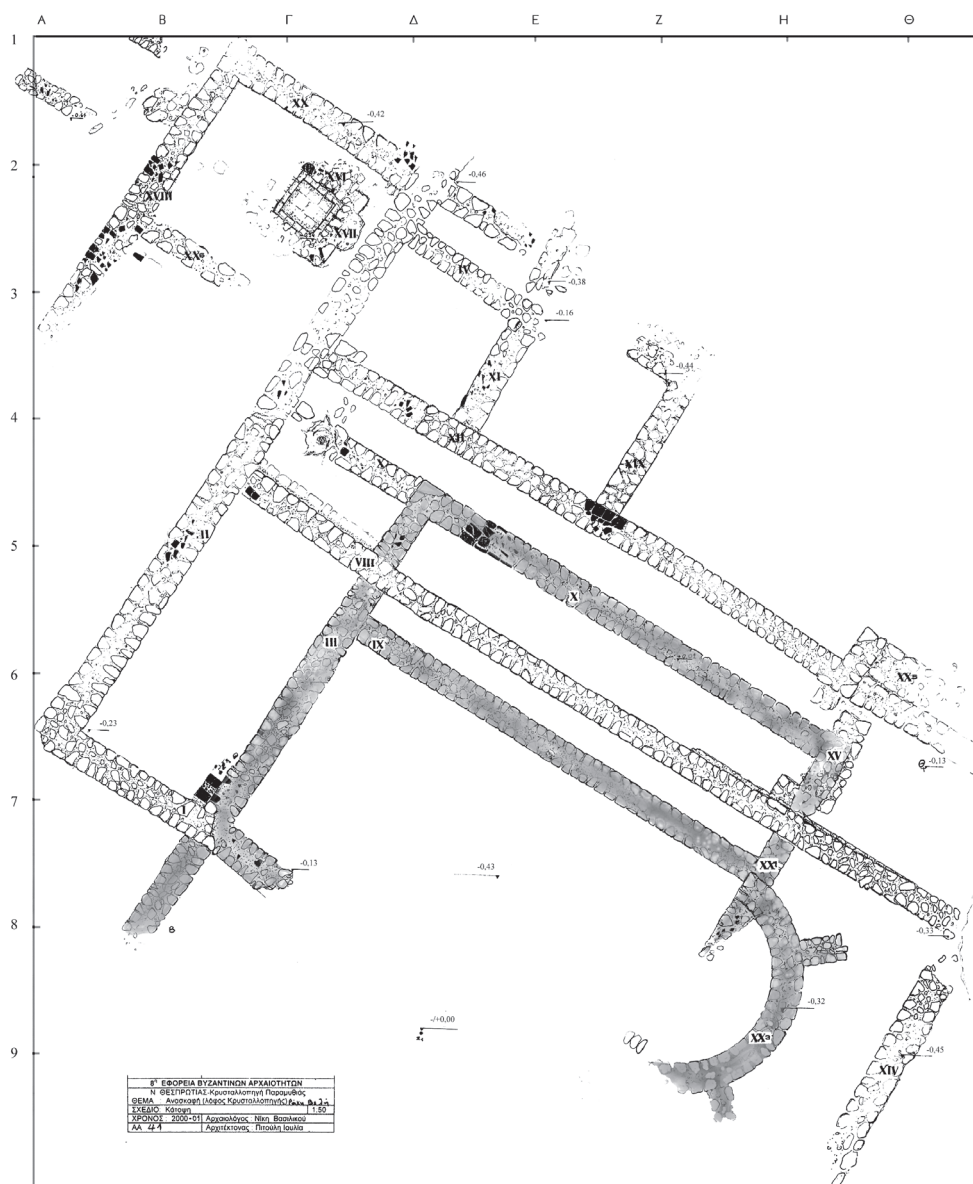 Α Β Γ Δ Ε Ζ Η Θ
1
XX
-0,42
2
XVI
-0,46
XVIII
XVII
IV
3
-0,38
-0.16
-0,44
XI
4
XII
XIX
X
II
5
VIII
X
III
IX
6
-0,23
XV
-0,13
7
I
-0,13
-0,43
8
-0,33
-0,32
-/+0,00
9
-0,45
XIV
8η ΕΦΟΡΕΙΑ ΒΥΖΑΝΤΙΝΩΝ ΑΡΧΑΙΟΤΗΤΩΝ
Ν ΘΕΣΠΡΩΤΙΑΣ-Κρυσταλλοπηγή Παραμυθιάς
ΘΕΜΑ : Ανασκαφή (λόφος Κρυσταλλοπηγής)
ΣΧΕΔΙΟ: Κάτοψη 1:50
ΧΡΟΝΟΣ : 2000-01 Αρχαιολόγος: Νίκη Βασιλικού
ΑΑ 41 Αρχιτέκτονας : Πιτούλη Ιουλία